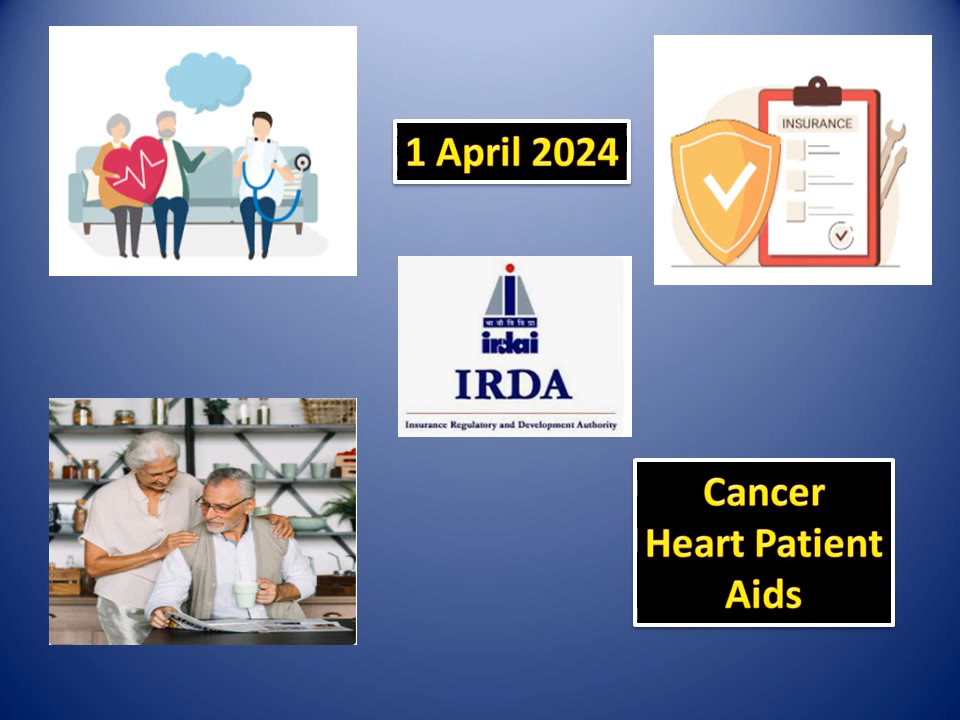 1 April 2024
INSURANCE
irdai
IRDA
Insurance Regulatory and Development Authority
Cancer
Heart Patient
Aids